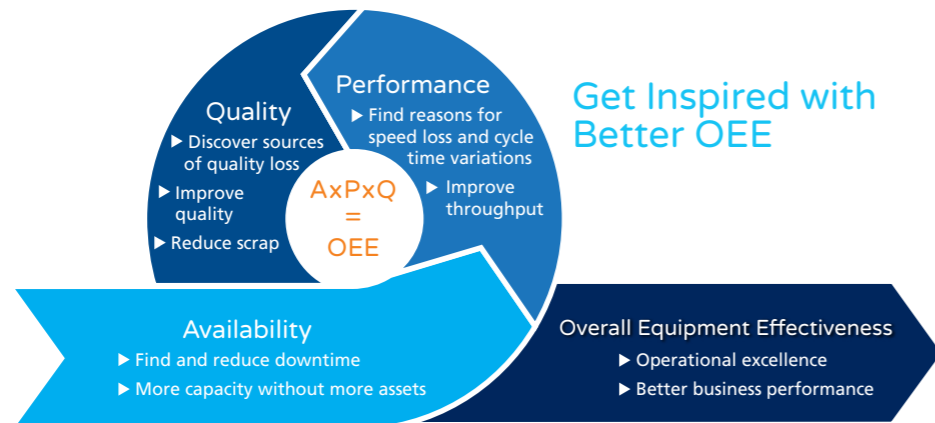 Get Inspired with
Better OEE
Performance
▶ Find reasons for
speed loss and cycle
time variations
▶ Improve
throughput
Quality
▶ Discover sources
of quality loss
▶ Improve
quality
▶ Reduce scrap
AxPxQ
=
OEE
Availability
▶ Find and reduce downtime
▶ More capacity without more assets
Overall Equipment Effectiveness
▶ Operational excellence
▶ Better business performance